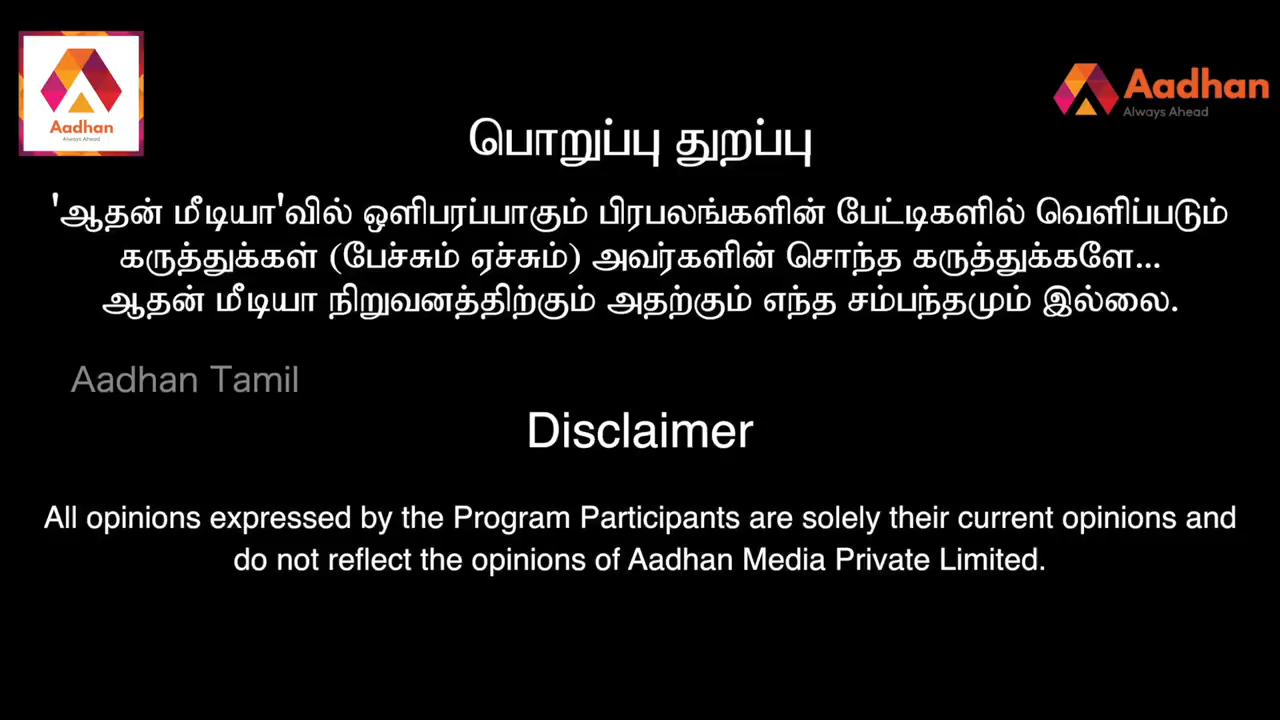 Aadhan
Always Ahead
Aadhan
Always Ahead
பொறுப்பு துறப்பு
'ஆதன் மீடியா'வில் ஒளிபரப்பாகும் பிரபலங்களின் பேட்டிகளில் வெளிப்படும்
கருத்துக்கள் (பேச்சும் ஏச்சும்) அவர்களின் சொந்த கருத்துக்களே...
ஆதன் மீடியா நிறுவனத்திற்கும் அதற்கும் எந்த சம்பந்தமும் இல்லை.
Aadhan Tamil
Disclaimer
All opinions expressed by the Program Participants are solely their current opinions and
do not reflect the opinions of Aadhan Media Private Limited.